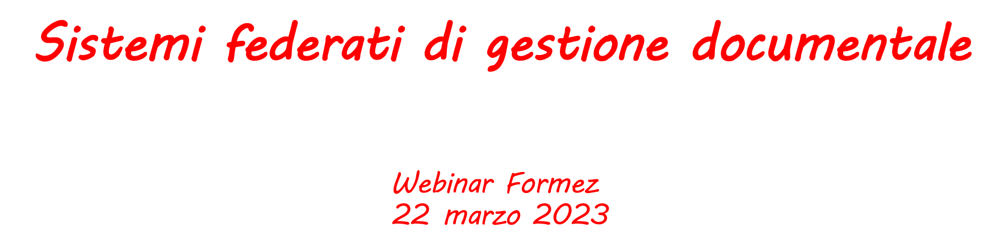 Sistemi federati di gestione documentale
Webinar Formez
22 marzo 2023